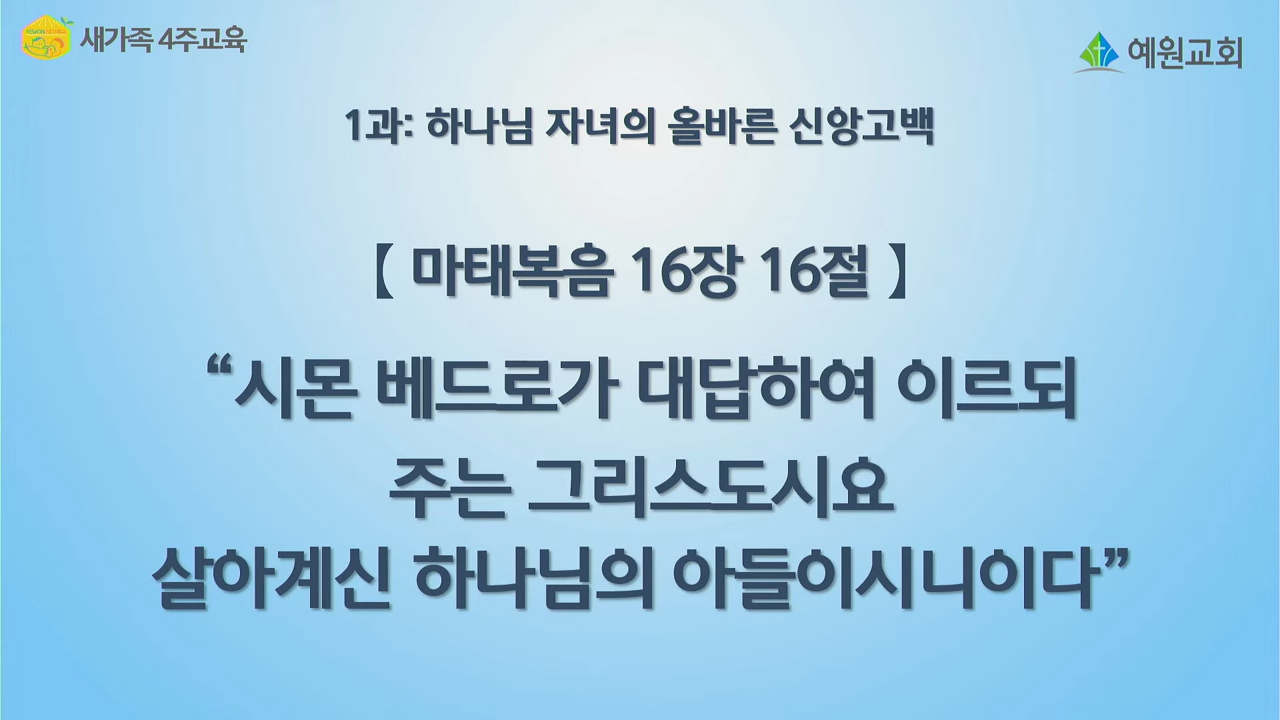 새가족 4주교육
예원교회
1과: 하나님 자녀의 올바른 신앙고백
【 마태복음 16장 16절 】
“시몬 베드로가 대답하여 이르되
주는 그리스도시요
살아계신 하나님의 아들이시니이다”